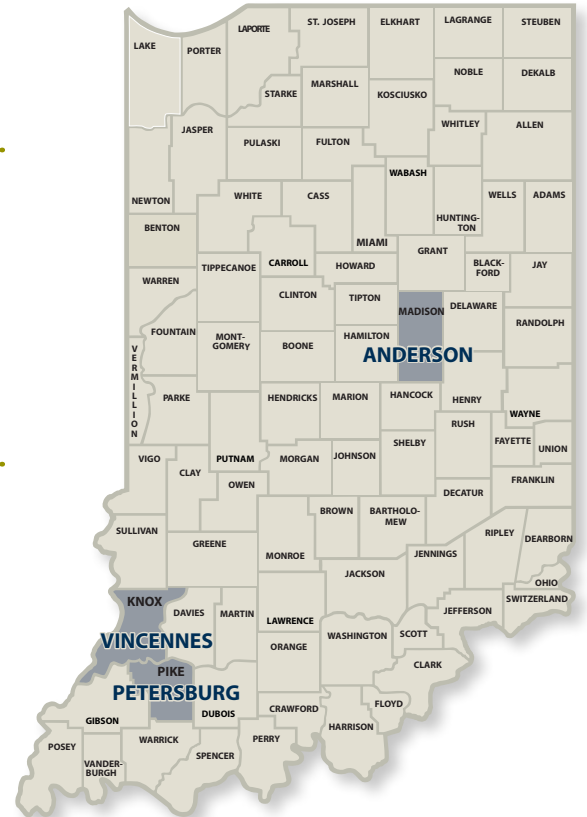 LAKE
PORTER
LAPORTE
ST. JOSEPH
ELKHART
LAGRANGE
STEUBEN
NOBLE
DEKALB
STARKE
MARSHALL
KOSCIUSKO
JASPER
PULASKI
FULTON
WHITLEY
ALLEN
WABASH
NEWTON
WHITE
CASS
WELLS
ADAMS
HUNTING-
TON
BENTON
MIAMI
GRANT
BLACK-
FORD
JAY
WARREN
TIPPECANOE
CARROLL
HOWARD
CLINTON
TIPTON
MADISON
DELAWARE
RANDOLPH
FOUNTAIN
MONT-
GOMERY
BOONE
HAMILTON
ANDERSON
V
E
R
M
I
L
L
I
O
N
PARKE
HENDRICKS
MARION
HANCOCK
HENRY
WAYNE
RUSH
FAYETTE
UNION
VIGO
CLAY
PUTNAM
MORGAN
JOHNSON
SHELBY
OWEN
DECATUR
FRANKLIN
SULLIVAN
GREENE
BROWN
BARTHOLO-
MEW
RIPLEY
DEARBORN
MONROE
JENNINGS
JACKSON
OHIO
SWITZERLAND
KNOX
DAVIES
MARTIN
LAWRENCE
JEFFERSON
WASHINGTON
SCOTT
VINCENNES
ORANGE
CLARK
PIKE
PETERSBURG
DUBOIS
CRAWFORD
FLOYD
GIBSON
HARRISON
POSEY
WARRICK
PERRY
SPENCER
VANDER-
BURGH